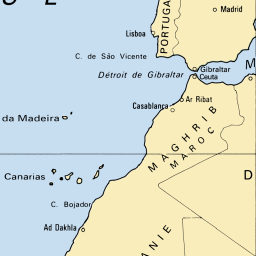 Madrid
Lisboa
PORTUGA
C. de São Vicente
Gibraltar
Détroit de Gibraltar
Ceuta
M
Ar Ribat
Casablanca
da Madeira
MAGHRIB
MAROC
Canarias
D
C. Bojador
Ad Dakhla
ANIE